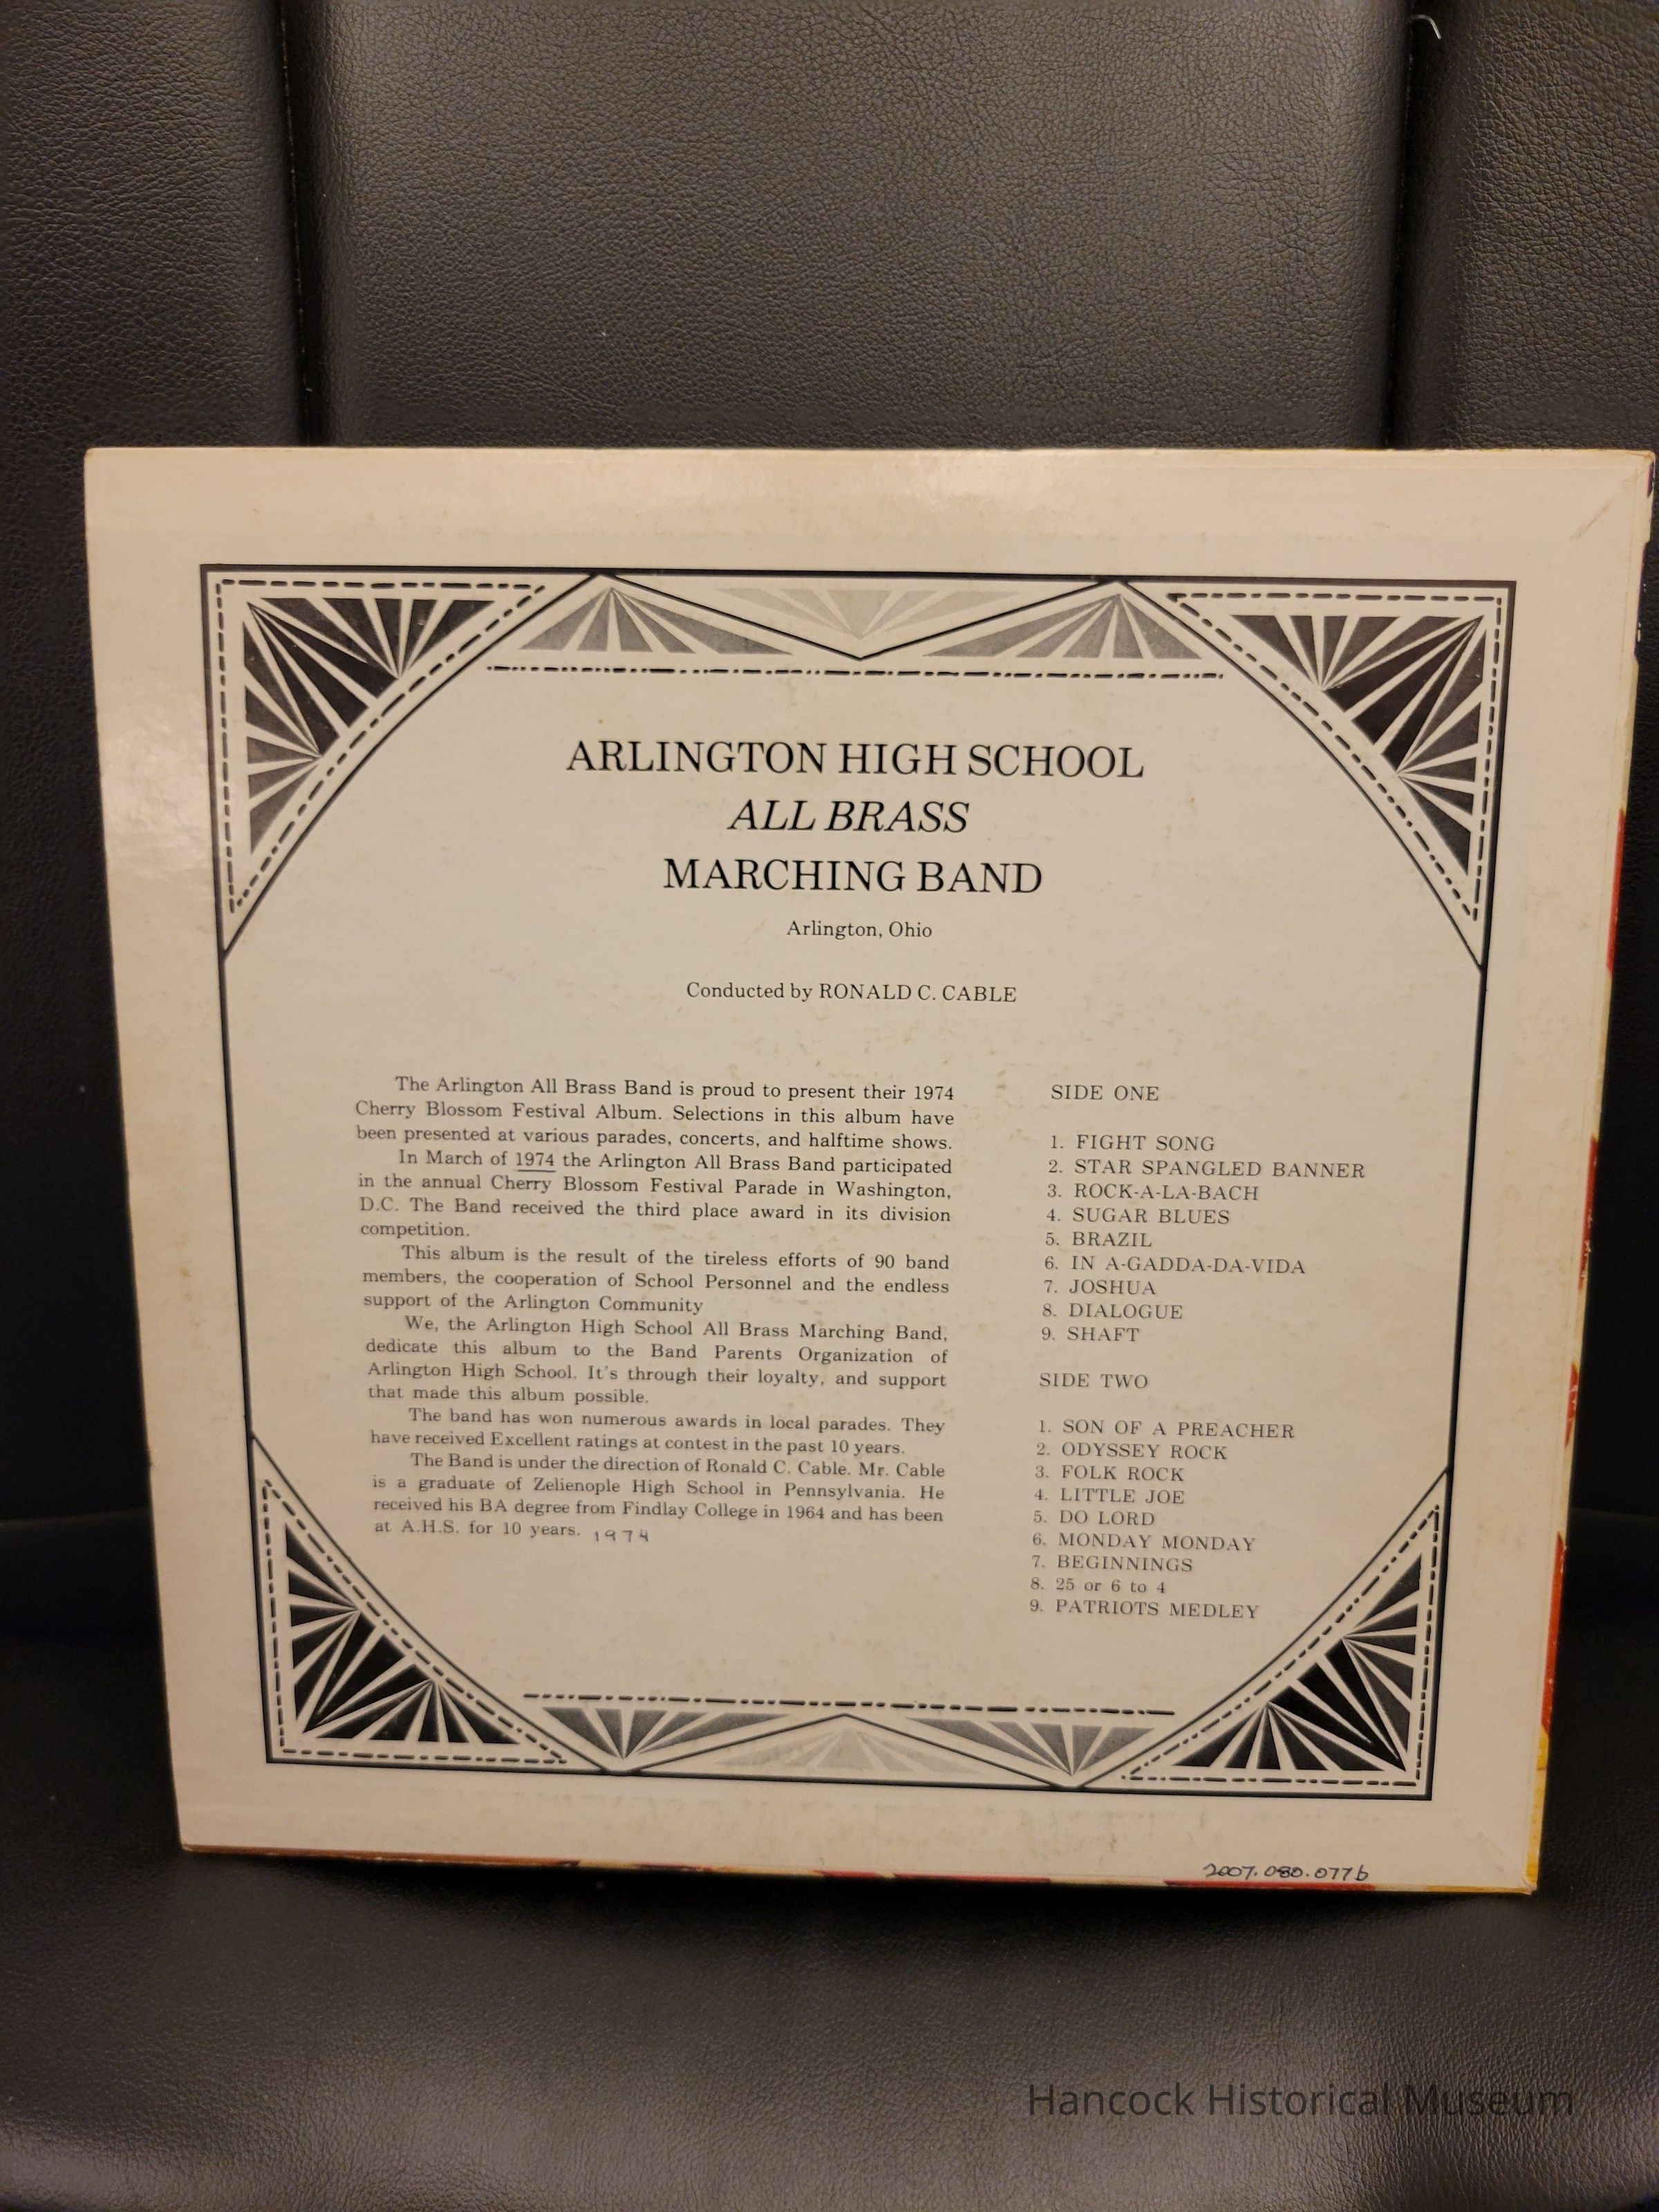 ARLINGTON HIGH SCHOOL
ALL BRASS
MARCHING BAND
Arlington, Ohio
Conducted by RONALD C. CABLE
The Arlington All Brass Band is proud to present their 1974
Cherry Blossom Festival Album. Selections in this album have
been presented at various parades, concerts, and halftime shows.
In March of 1974 the Arlington All Brass Band participated
in the annual Cherry Blossom Festival Parade in Washington,
D.C. The Band received the third place award in its division
competition.
This album is the result of the tireless efforts of 90 band
members, the cooperation of School Personnel and the endless
support of the Arlington Community
We, the Arlington High School All Brass Marching Band,
dedicate this album to the Band Parents Organization of
Arlington High School. It's through their loyalty, and support
that made this album possible.
The band has won numerous awards in local parades. They
have received Excellent ratings at contest in the past 10 years.
The Band is under the direction of Ronald C. Cable. Mr. Cable
is a graduate of Zelienople High School in Pennsylvania. He
received his BA degree from Findlay College in 1964 and has been
at A.H.S. for 10 years. 1974
SIDE ONE
1. FIGHT SONG
2. STAR SPANGLED BANNER
3. ROCK-A-LA-BACH
4. SUGAR BLUES
5. BRAZIL
6. IN A-GADDA-DA-VIDA
7. JOSHUA
8. DIALOGUE
9. SHAFT
SIDE TWO
1. SON OF A PREACHER
2. ODYSSEY ROCK
3. FOLK ROCK
4. LITTLE JOE
5. DO LORD
6. MONDAY MONDAY
7. BEGINNINGS
8. 25 or 6 to 4
9. PATRIOTS MEDLEY
2007.080.077b
Hancock Historical Museum